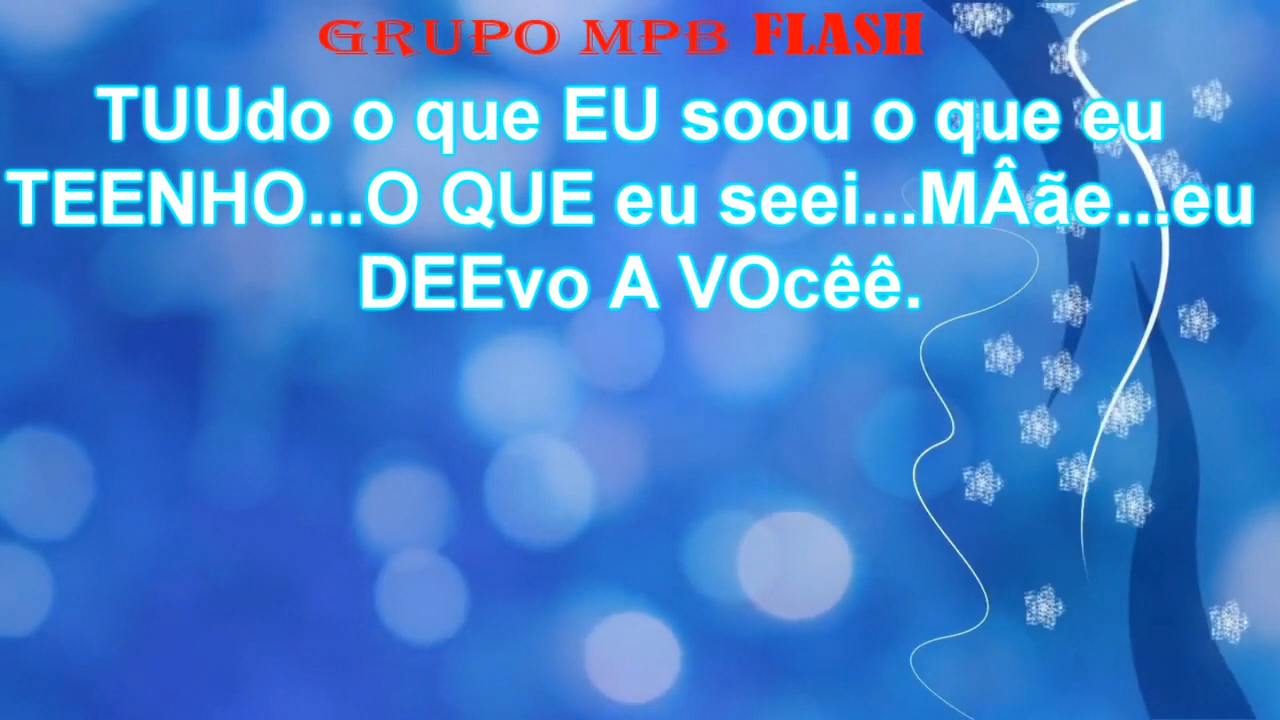 GRUPO MPB FLASH
TUUdo o que EU soou o que eu
TEENHO...O QUE eu seei...MÂãe...eu
DEEvo A VOcêê.